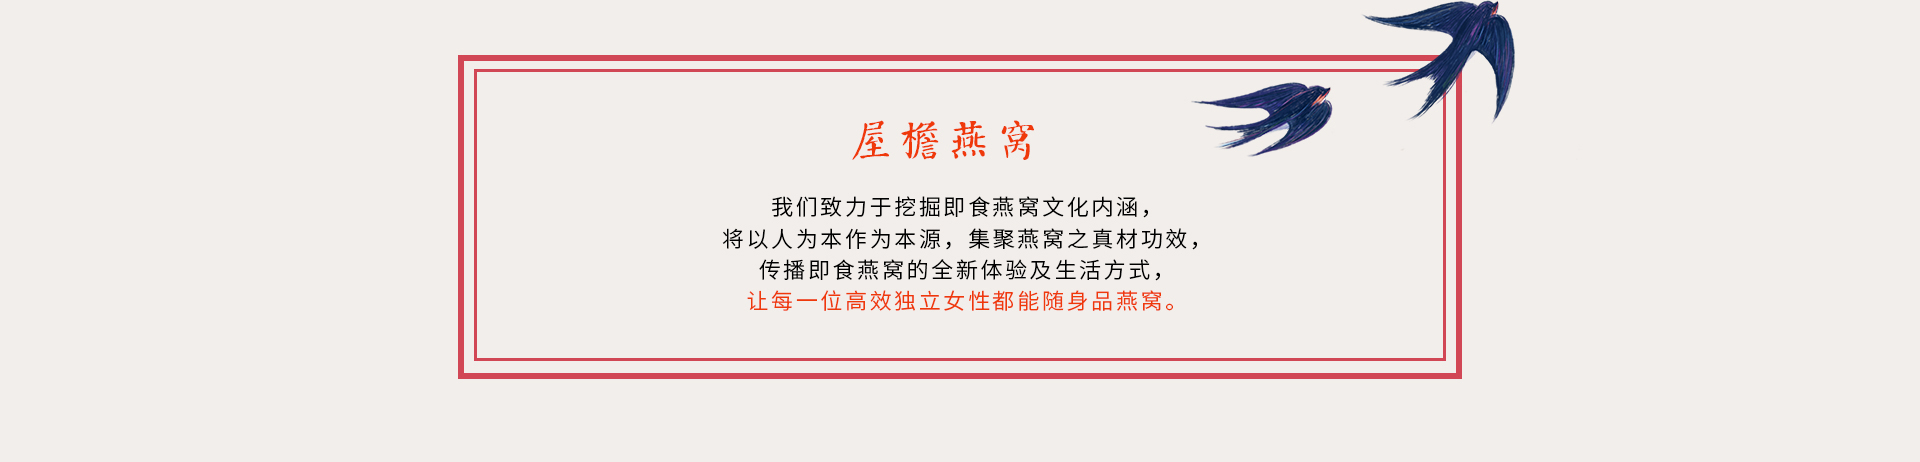 屋檐燕窝
我们致力于挖掘即食燕窝文化内涵，
将以人为本作为本源，集聚燕窝之真材功效，
传播即食燕窝的全新体验及生活方式，
让每一位高效独立女性都能随身品燕窝。